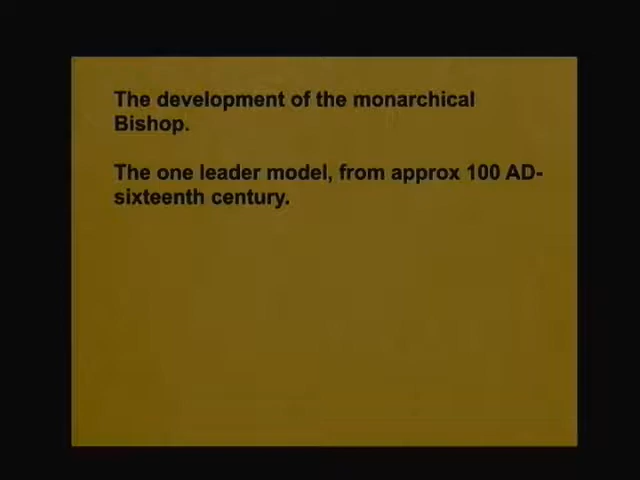 The development of the monarchical
Bishop.
The one leader model, from approx 100 AD-
sixteenth century.